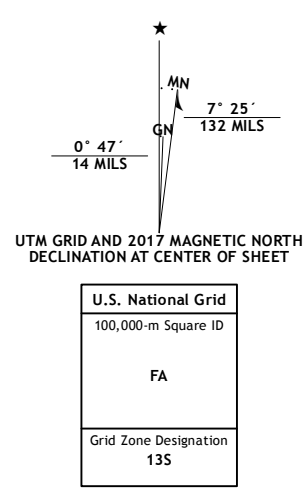 ★
MN
7° 25´
132 MILS
GN
0° 47´
14 MILS
UTM GRID AND 2017 MAGNETIC NORTH
DECLINATION AT CENTER OF SHEET
U.S. National Grid
100,000-m Square ID
FA
Grid Zone Designation
13S